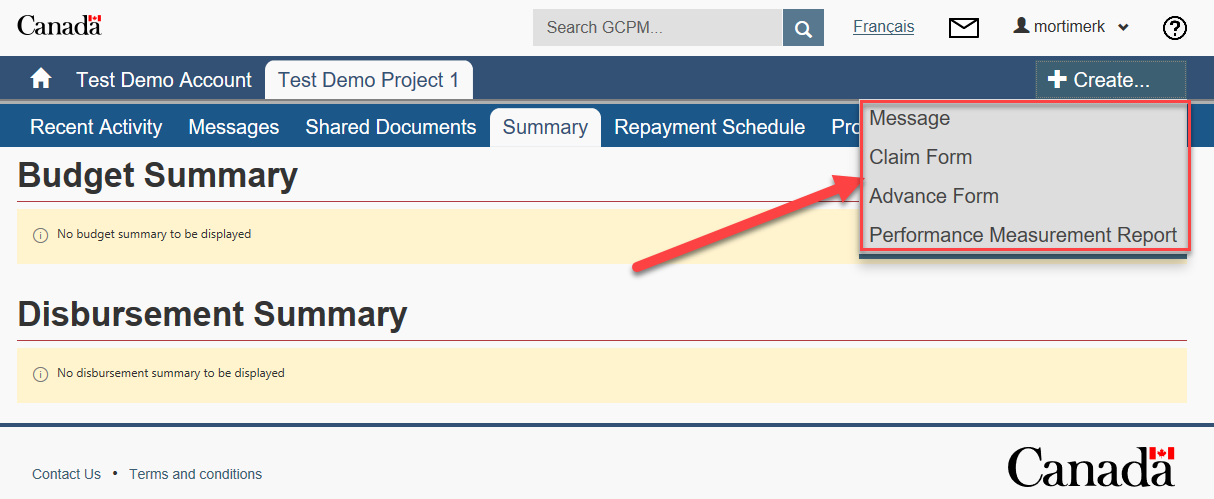 Canada
Search GCPM...
Français
mortimerk
Test Demo Account
Test Demo Project 1
Create...
Recent Activity
Messages
Shared Documents
Summary
Repayment Schedule
Pro
Message
Claim Form
Advance Form
Performance Measurement Report
Budget Summary
No budget summary to be displayed
Disbursement Summary
No disbursement summary to be displayed
Contact Us • Terms and conditions
Canada